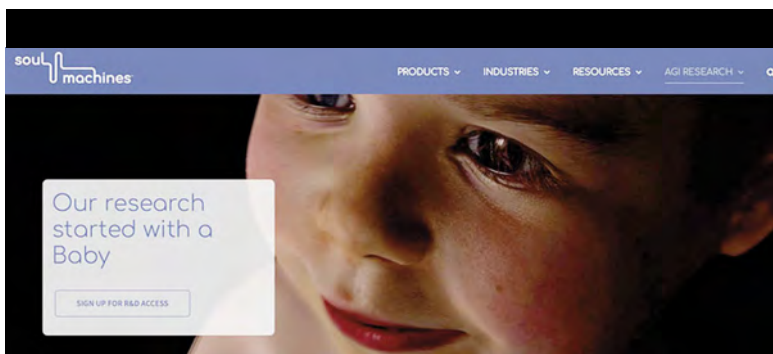 soul machines
PRODUCTS
INDUSTRIES
RESOURCES
AGI RESEARCH
Our research
started with a
Baby
SIGN UP FOR R&D ACCESS